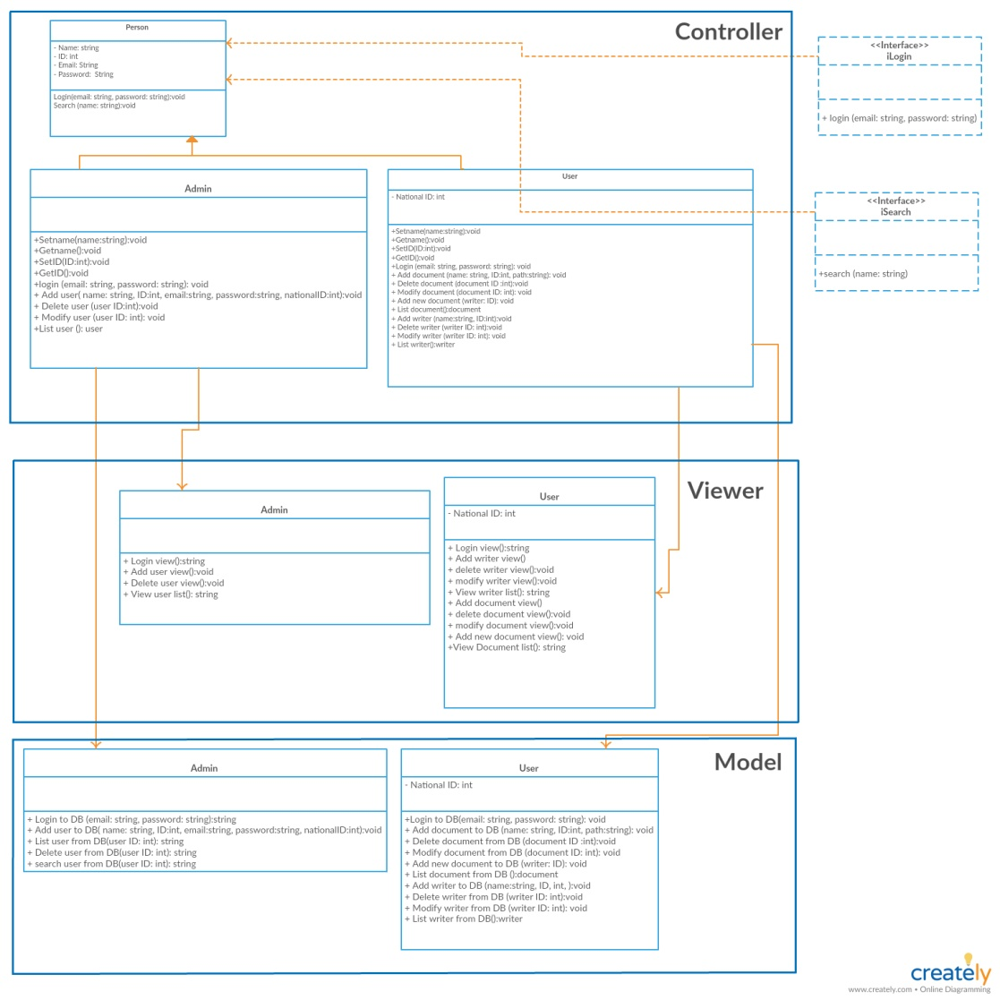 Controller
Person
- Name: string
- ID: int
- Email: String
- Password:  String
Login(email: string, password: string):void
Search (name: string):void
<<Interface>>
iLogin
+ login (email: string, password: string)
<<Interface>>
iSearch
+search (name: string)
Admin
+Setname(name:string):void
+Getname():void
+SetID(ID:int):void
+GetID():void
+login (email: string, password: string): void
+ Add user( name: string, ID:int, email:string, password:string, nationalID:int):void
+ Delete user (user ID:int):void
+ Modify user (user ID: int): void
+List user (): user
User
- National ID: int
+Setname(name:string):void
+Getname():void
+SetID(ID:int):void
+GetID():void
+Login (email: string, password: string): void
+ Add document (name: string, ID:int, path:string): void
+ Delete document (document ID :int):void
+ Modify document (document ID: int): void
+ Add new document (writer: ID): void
+ List document():document
+ Add writer (name:string, ID:int):void
+ Delete writer (writer ID: int):void
+ Modify writer (writer ID: int): void
+ List writer():writer
Viewer
Admin
+ Login view():string
+ Add user view():void
+ Delete user view():void
+ View user list(): string
User
- National ID: int
+ Login view():string
+ Add writer view()
+ delete writer view():void
+ modify writer view():void
+ View writer list(): string
+ Add document view()
+ delete document view():void
+ modify document view():void
+ Add new document view(): void
+View Document list(): string
Model
Admin
+ Login to DB (email: string, password: string):string
+ Add user to DB( name: string, ID:int, email:string, password:string, nationalID:int):void
+ List user from DB(user ID: int): string
+ Delete user from DB(user ID: int): string
+ search user from DB(user ID: int): string
User
- National ID: int
+Login to DB(email: string, password: string): void
+ Add document to DB (name: string, ID:int, path:string): void
+ Delete document from DB (document ID :int):void
+ Modify document from DB (document ID: int): void
+ Add new document to DB (writer: ID): void
+ List document from DB ():document
+ Add writer to DB (name:string, ID, int, ):void
+ Delete writer from DB (writer ID: int):void
+ Modify writer from DB (writer ID: int): void
+ List writer from DB():writer
creately
www.creately.com • Online Diagramming